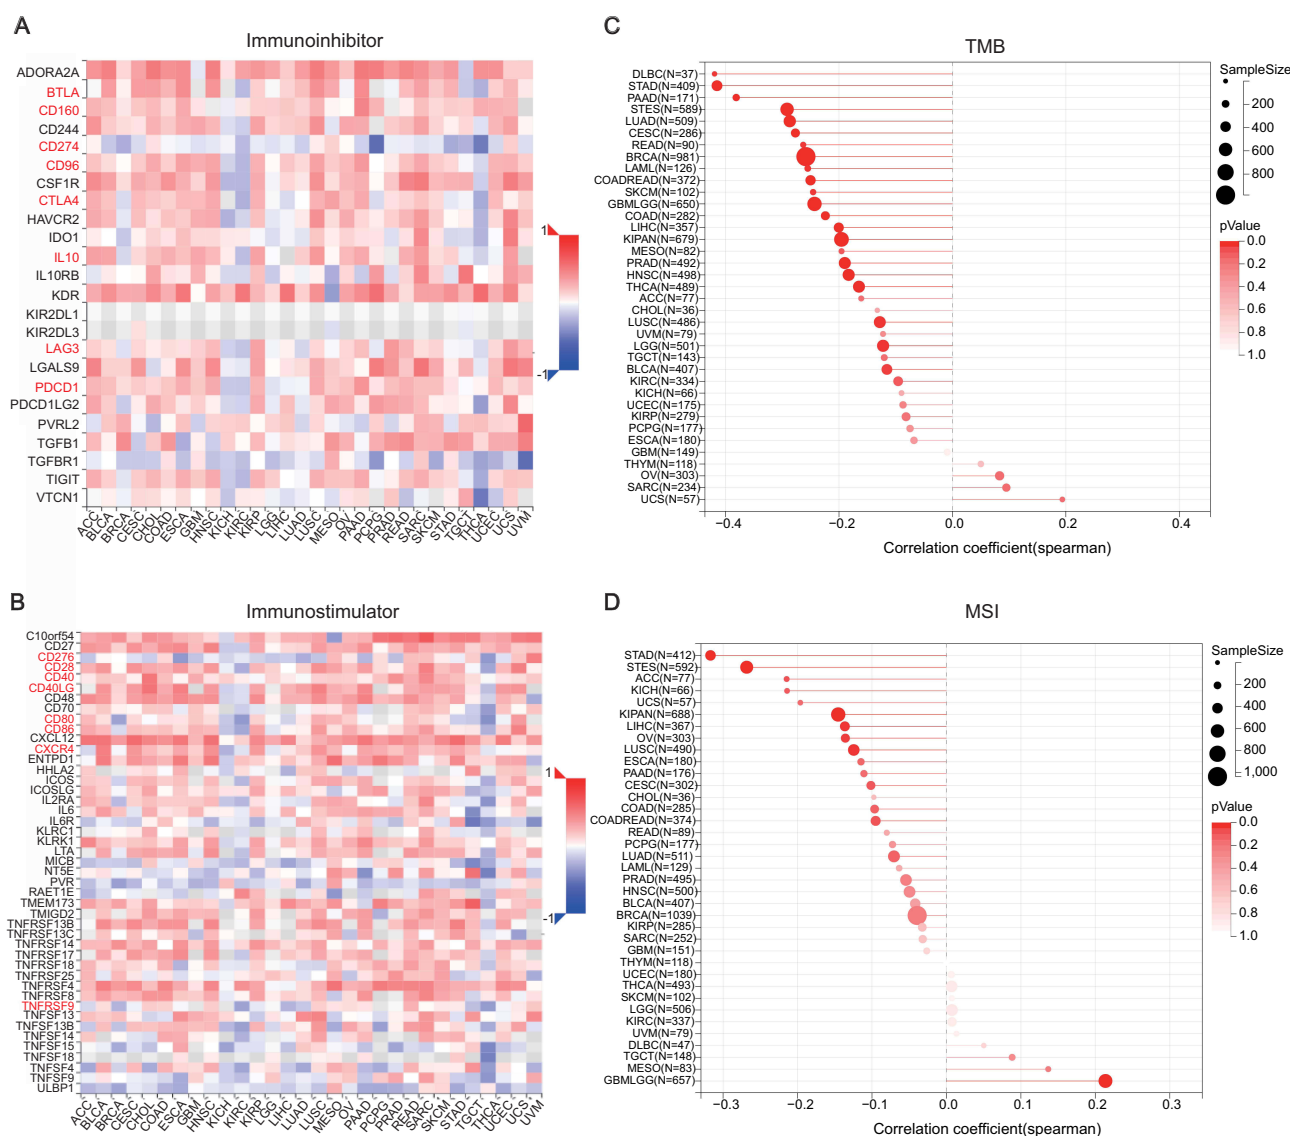 A
Immunoinhibitor
ADORA2A
BTLA
CD160
CD244
CD274
CD96
CSF1R
CTLA4
HAVCR2
IDO1
IL10
IL10RB
KDR
KIR2DL1
KIR2DL3
LAG3
LGALS9
PDCD1
PDCD1LG2
PVRL2
TGFB1
TGFBR1
TIGIT
VTCN1
ACC BLCA BRCA CESC CHOL COAD ESCA GBM HNSC KICH KIRC KIRP LGG LIHC LUAD LUSC MESO OV PAAD PCPG PRAD READ SARC SKCM STAD TGCT THCA UCEC UCS UVM
1
-1
B
Immunostimulator
C10orf54
CD27
CD276
CD28
CD40
CD40LG
CD48
CD70
CD80
CD86
CXCL12
CXCR4
ENTPD1
HHLA2
ICOS
ICOSLG
IL2RA
IL6
IL6R
KLRC1
KLRK1
LTA
MICB
NT5E
PVR
RAET1E
TMEM173
TMIGD2
TNFRSF13B
TNFRSF13C
TNFRSF14
TNFRSF17
TNFRSF18
TNFRSF25
TNFRSF4
TNFRSF8
TNFRSF9
TNFSF13
TNFSF13B
TNFSF14
TNFSF15
TNFSF18
TNFSF4
TNFSF9
ULBP1
ACC BLCA BRCA CESC CHOL COAD ESCA GBM HNSC KICH KIRC KIRP LGG LIHC LUAD LUSC MESO OV PAAD PCPG PRAD READ SARC SKCM STAD TGCT THCA UCEC UCS UVM
1
-1
C
TMB
DLBC(N=37)
STAD(N=409)
PAAD(N=171)
STES(N=589)
LUAD(N=509)
CESC(N=286)
READ(N=90)
BRCA(N=981)
LAML(N=126)
COADREAD(N=372)
SKCM(N=102)
GBMLGG(N=650)
COAD(N=282)
LIHC(N=357)
KIPAN(N=679)
MESO(N=82)
PRAD(N=492)
HNSC(N=498)
THCA(N=489)
ACC(N=77)
CHOL(N=36)
LUSC(N=486)
UVM(N=79)
LGG(N=501)
TGCT(N=143)
BLCA(N=407)
KIRC(N=334)
KICH(N=66)
UCEC(N=175)
KIRP(N=279)
PCPG(N=177)
ESCA(N=180)
GBM(N=149)
THYM(N=118)
OV(N=303)
SARC(N=234)
UCS(N=57)
−0.4 −0.2 0.0 0.2 0.4
Correlation coefficient(spearman)
SampleSize
200
400
600
800
pValue
0.0
0.2
0.4
0.6
0.8
1.0
D
MSI
STAD(N=412)
STES(N=592)
ACC(N=77)
KICH(N=66)
UCS(N=57)
KIPAN(N=688)
LIHC(N=367)
OV(N=303)
LUSC(N=490)
ESCA(N=180)
PAAD(N=176)
CESC(N=302)
CHOL(N=36)
COAD(N=285)
COADREAD(N=374)
READ(N=89)
PCPG(N=177)
LUAD(N=511)
LAML(N=129)
PRAD(N=495)
HNSC(N=500)
BLCA(N=407)
BRCA(N=1039)
KIRP(N=285)
SARC(N=252)
GBM(N=151)
THYM(N=118)
UCEC(N=180)
THCA(N=493)
SKCM(N=102)
LGG(N=506)
KIRC(N=337)
UVM(N=79)
DLBC(N=47)
TGCT(N=148)
MESO(N=83)
GBMLGG(N=657)
−0.3 −0.2 −0.1 0.0 0.1 0.2 0.3
Correlation coefficient(spearman)
SampleSize
200
400
600
800
1,000
pValue
0.0
0.2
0.4
0.6
0.8
1.0